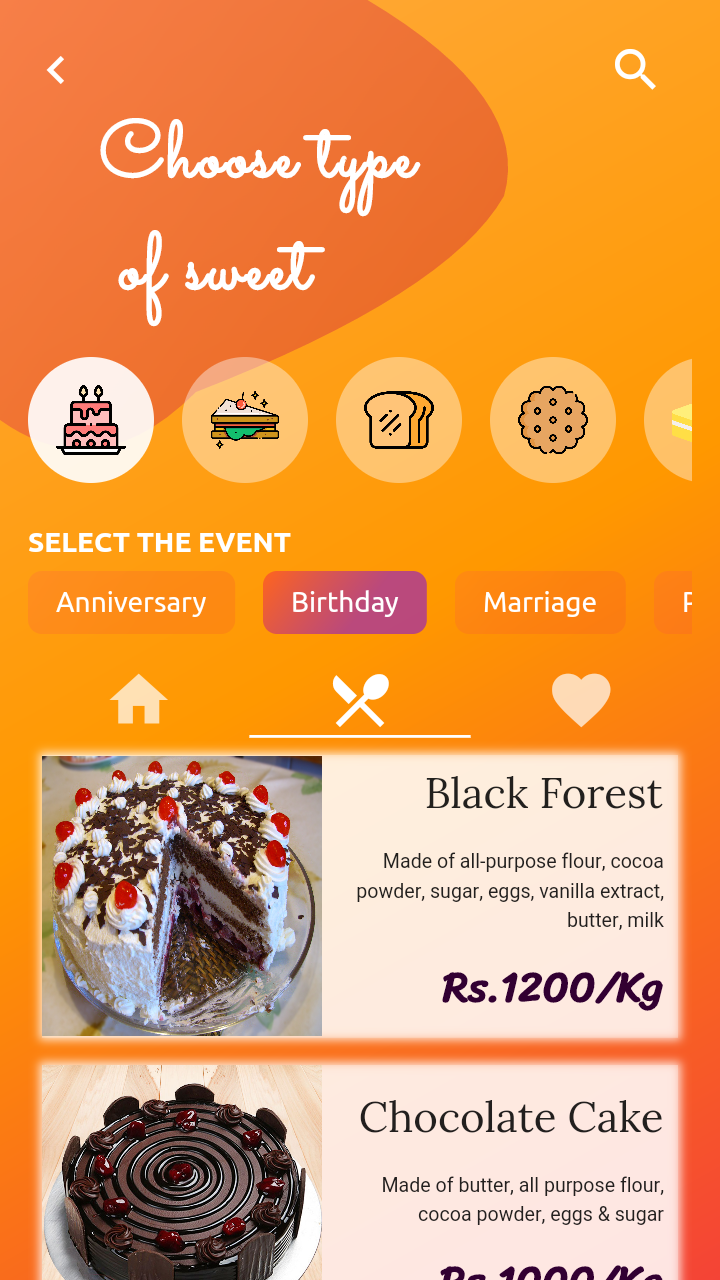 Choose type
of sweet
SELECT THE EVENT
Anniversary
Birthday
Marriage
Black Forest
Made of all-purpose flour, cocoa
powder, sugar, eggs, vanilla extract,
butter, milk
Rs.1200/Kg
Chocolate Cake
Made of butter, all purpose flour,
cocoa powder, eggs & sugar